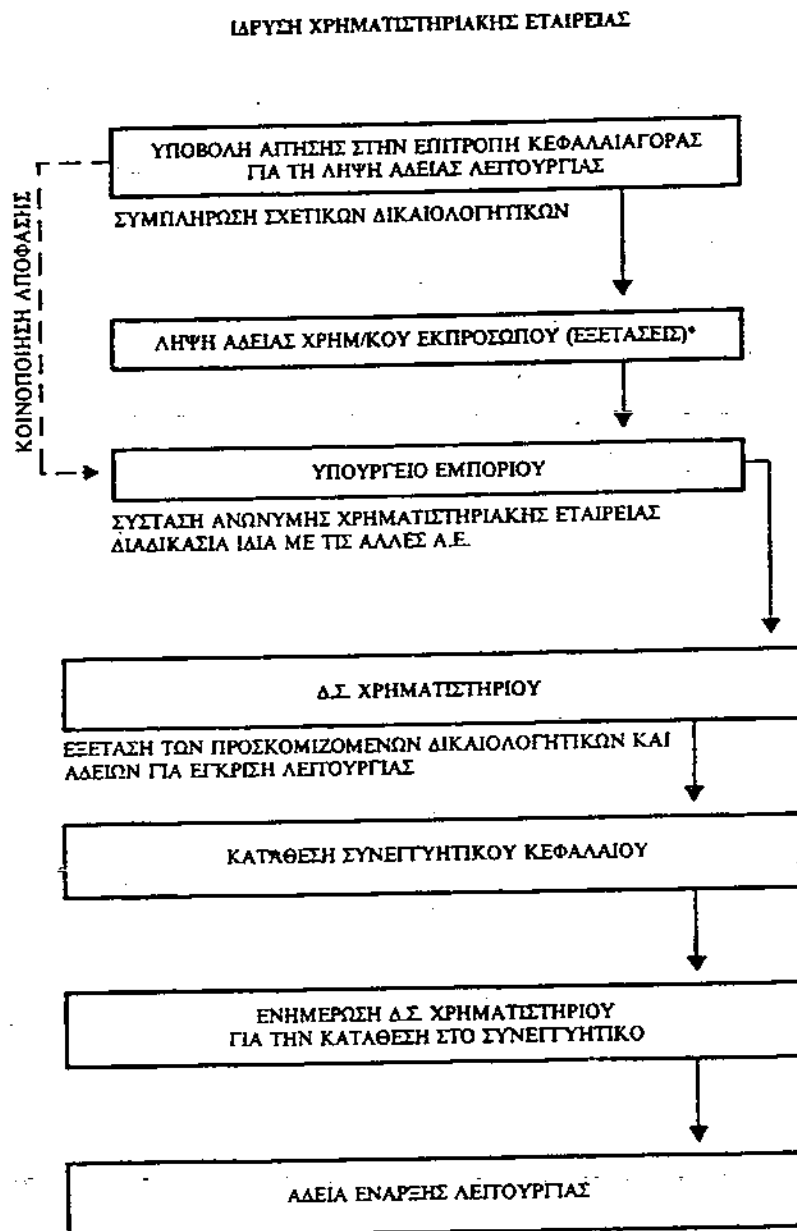 ΙΔΡΥΣΗ ΧΡΗΜΑΤΙΣΤΗΡΙΑΚΗΣ ΕΤΑΙΡΕΙΑΣ
ΥΠΟΒΟΛΗ ΑΙΤΗΣΗΣ ΣΤΗΝ ΕΠΙΤΡΟΠΗ ΚΕΦΑΛΑΙΑΓΟΡΑΣ
ΓΙΑ ΤΗ ΛΗΨΗ ΑΔΕΙΑΣ ΛΕΙΤΟΥΡΓΙΑΣ
ΣΥΜΠΛΗΡΩΣΗ ΣΧΕΤΙΚΩΝ ΔΙΚΑΙΟΛΟΓΗΤΙΚΩΝ
ΚΟΙΝΟΠΟΙΗΣΗ ΑΠΟΦΑΣΗΣ
ΛΗΨΗ ΑΔΕΙΑΣ ΧΡΗΜ/ΚΟΥ ΕΚΠΡΟΣΩΠΟΥ (ΕΞΕΤΑΣΕΙΣ)*
ΥΠΟΥΡΓΕΙΟ ΕΜΠΟΡΙΟΥ
ΣΥΣΤΑΣΗ ΑΝΩΝΥΜΗΣ ΧΡΗΜΑΤΙΣΤΗΡΙΑΚΗΣ ΕΤΑΙΡΕΙΑΣ
ΔΙΑΔΙΚΑΣΙΑ ΙΔΙΑ ΜΕ ΤΙΣ ΑΛΛΕΣ Α.Ε.
Δ.Σ. ΧΡΗΜΑΤΙΣΤΗΡΙΟΥ
ΕΞΕΤΑΣΗ ΤΩΝ ΠΡΟΣΚΟΜΙΖΟΜΕΝΩΝ ΔΙΚΑΙΟΛΟΓΗΤΙΚΩΝ ΚΑΙ
ΑΔΕΙΩΝ ΓΙΑ ΕΓΚΡΙΣΗ ΛΕΙΤΟΥΡΓΙΑΣ
ΚΑΤΑΘΕΣΗ ΣΥΝΕΓΓΥΗΤΙΚΟΥ ΚΕΦΑΛΑΙΟΥ
ΕΝΗΜΕΡΩΣΗ Δ.Σ. ΧΡΗΜΑΤΙΣΤΗΡΙΟΥ
ΓΙΑ ΤΗΝ ΚΑΤΑΘΕΣΗ ΣΤΟ ΣΥΝΕΓΓΥΗΤΙΚΟ
ΑΔΕΙΑ ΕΝΑΡΞΗΣ ΛΕΙΤΟΥΡΓΙΑΣ